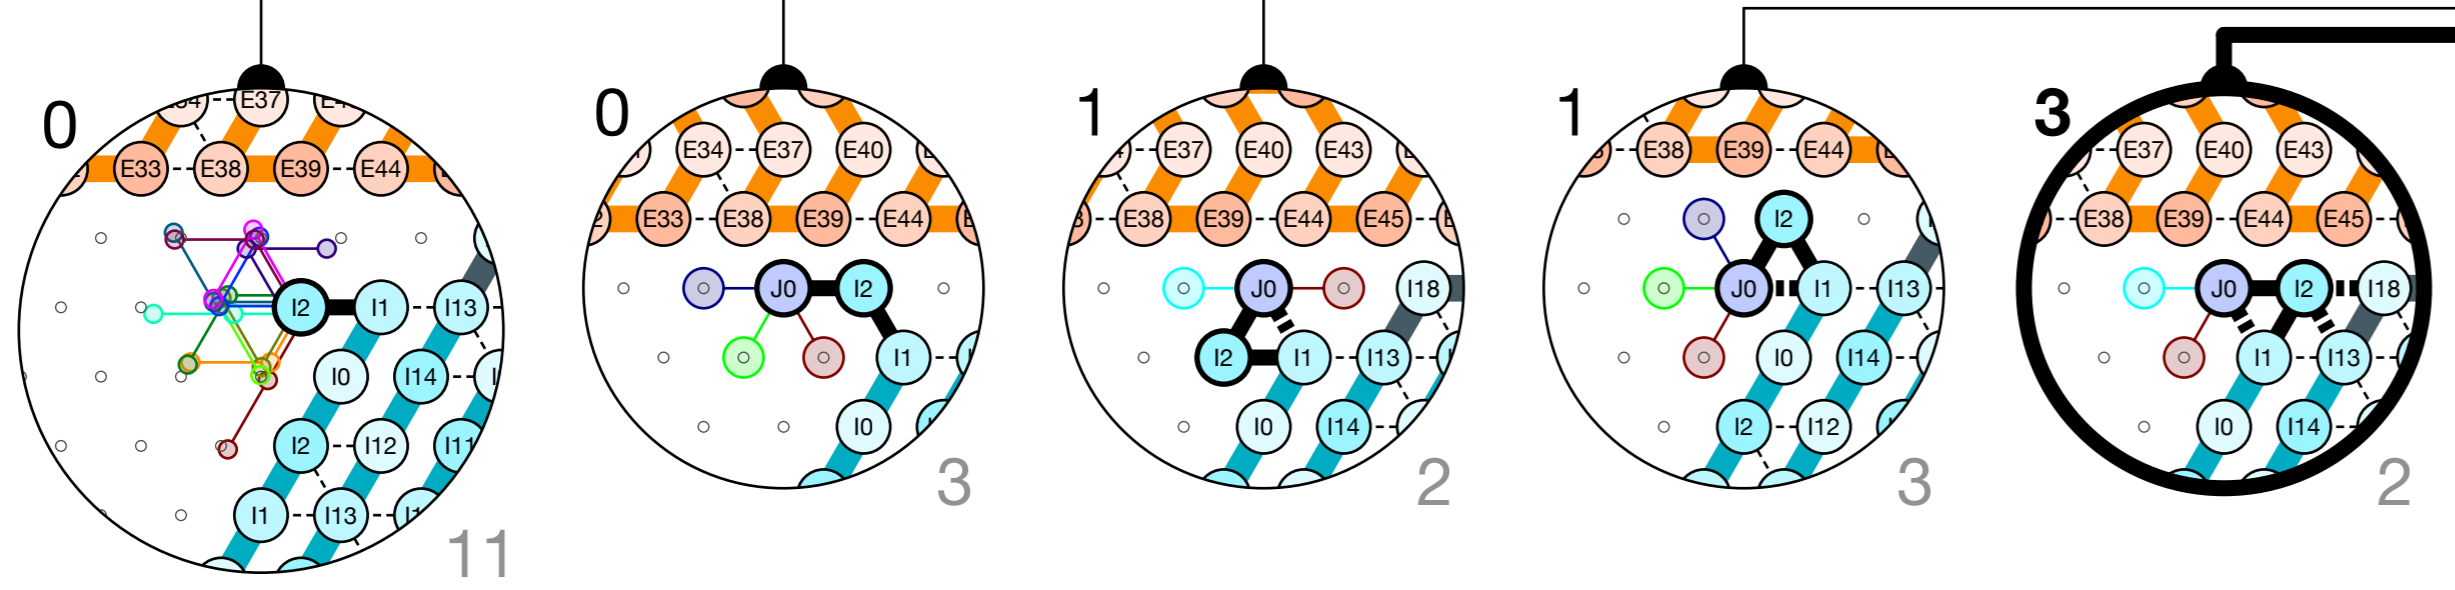 0
E37
E33 E38 E39 E44
I2 I1 I13
I0 I14
I2 I12 I11
I1 I13
11
0
E34 E37 E40
E33 E38 E39 E44
J0 I2
I1
I0
3
1
E37 E40 E43
E38 E39 E44 E45
J0 I18
I2 I1 I13
I0 I14
2
1
E38 E39 E44
I2
J0 I1 I13
I0 I14
I2 I12
3
3
E37 E40 E43
E38 E39 E44 E45
J0 I2 I18
I1 I13
I0 I14
2